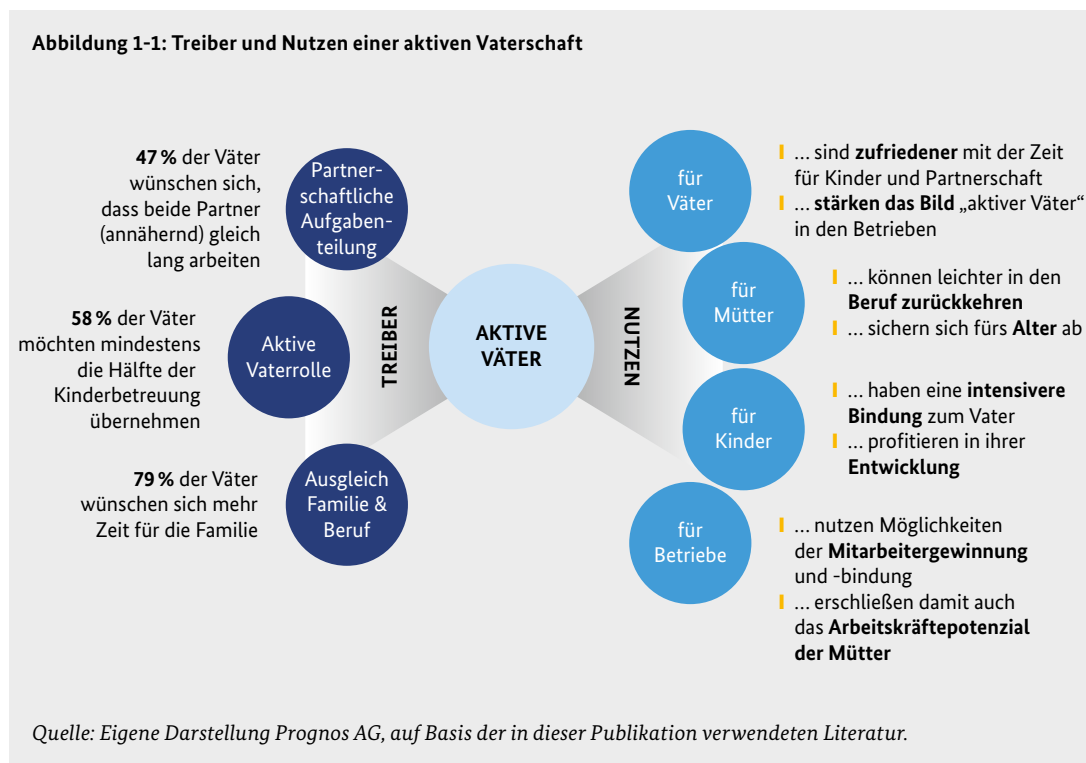 Abbildung 1-1: Treiber und Nutzen einer aktiven Vaterschaft
47 % der Väter
wünschen sich,
dass beide Partner
(annähernd) gleich
lang arbeiten
Partner-
schaftliche
Aufgaben-
teilung
58 % der Väter
möchten mindestens
die Hälfte der
Kinderbetreuung
übernehmen
Aktive
Vaterrolle
79 % der Väter
wünschen sich mehr
Zeit für die Familie
Ausgleich
Familie &
Beruf
TREIBER
AKTIVE
VÄTER
NUTZEN
für
Väter
... sind zufriedener mit der Zeit
für Kinder und Partnerschaft
... stärken das Bild „aktiver Väter“
in den Betrieben
für
Mütter
... können leichter in den
Beruf zurückkehren
... sichern sich fürs Alter ab
für
Kinder
... haben eine intensivere
Bindung zum Vater
... profitieren in ihrer
Entwicklung
für
Betriebe
... nutzen Möglichkeiten
der Mitarbeitergewinnung
und -bindung
... erschließen damit auch
das Arbeitskräftepotenzial
der Mütter
Quelle: Eigene Darstellung Prognos AG, auf Basis der in dieser Publikation verwendeten Literatur.